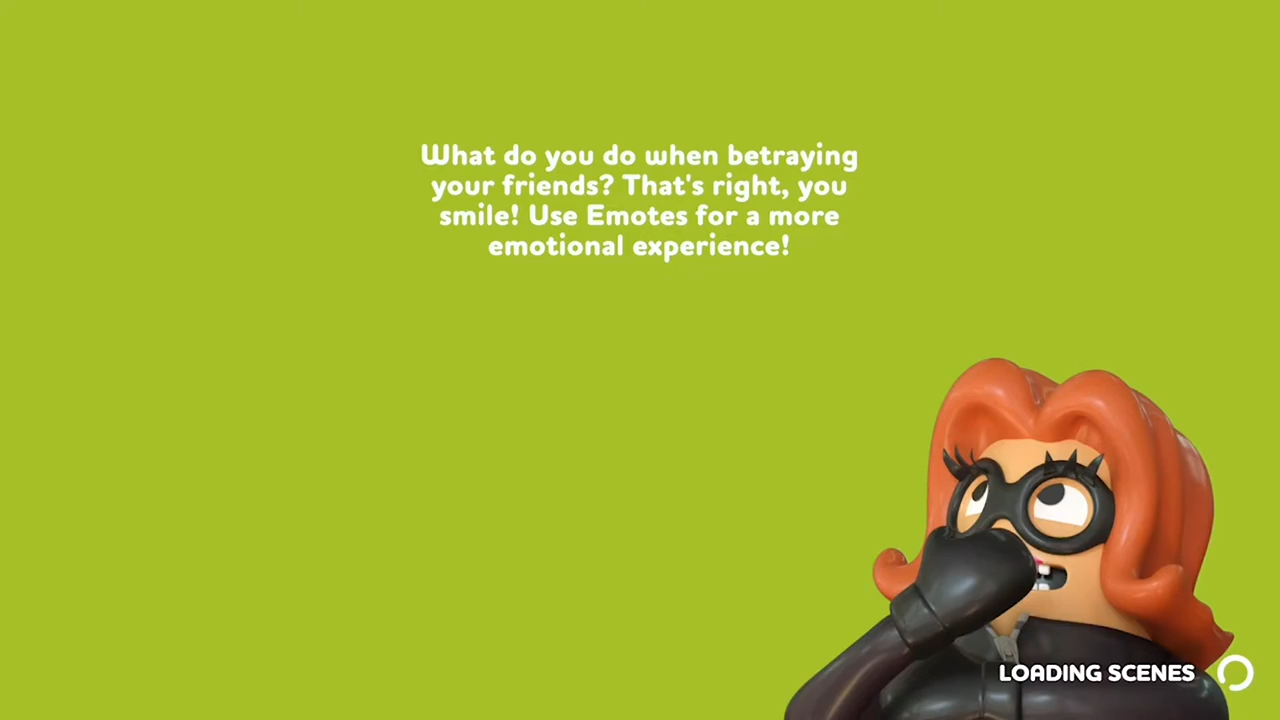 What do you do when betraying
your friends? That's right, you
smile! Use Emotes for a more
emotional experience!
LOADING SCENES